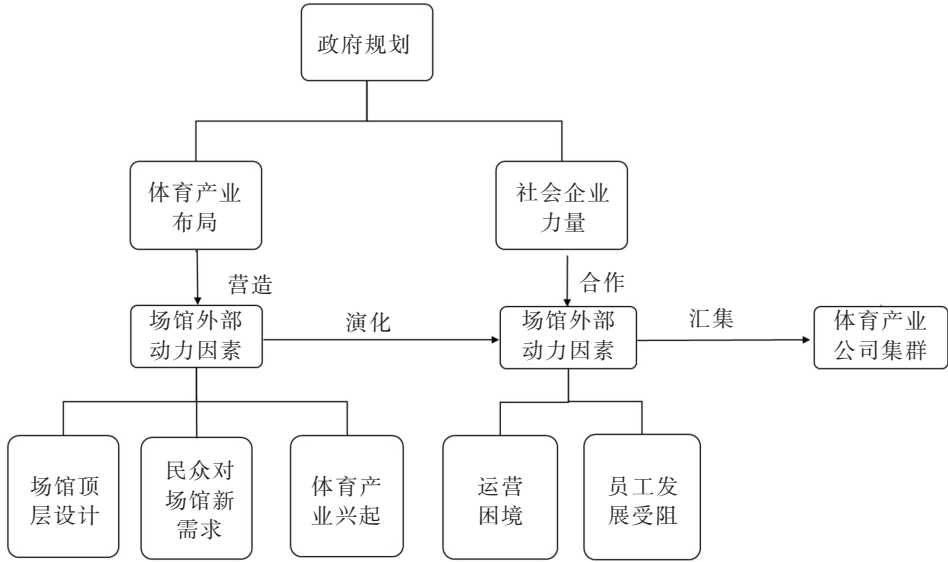 政府规划
体育产业
布局
社会企业
力量
营造
合作
场馆外部
动力因素
演化
场馆外部
动力因素
汇集
体育产业
公司集群
场馆顶
层设计
民众对
场馆新
需求
体育产
业兴起
运营
困境
员工发
展受阻